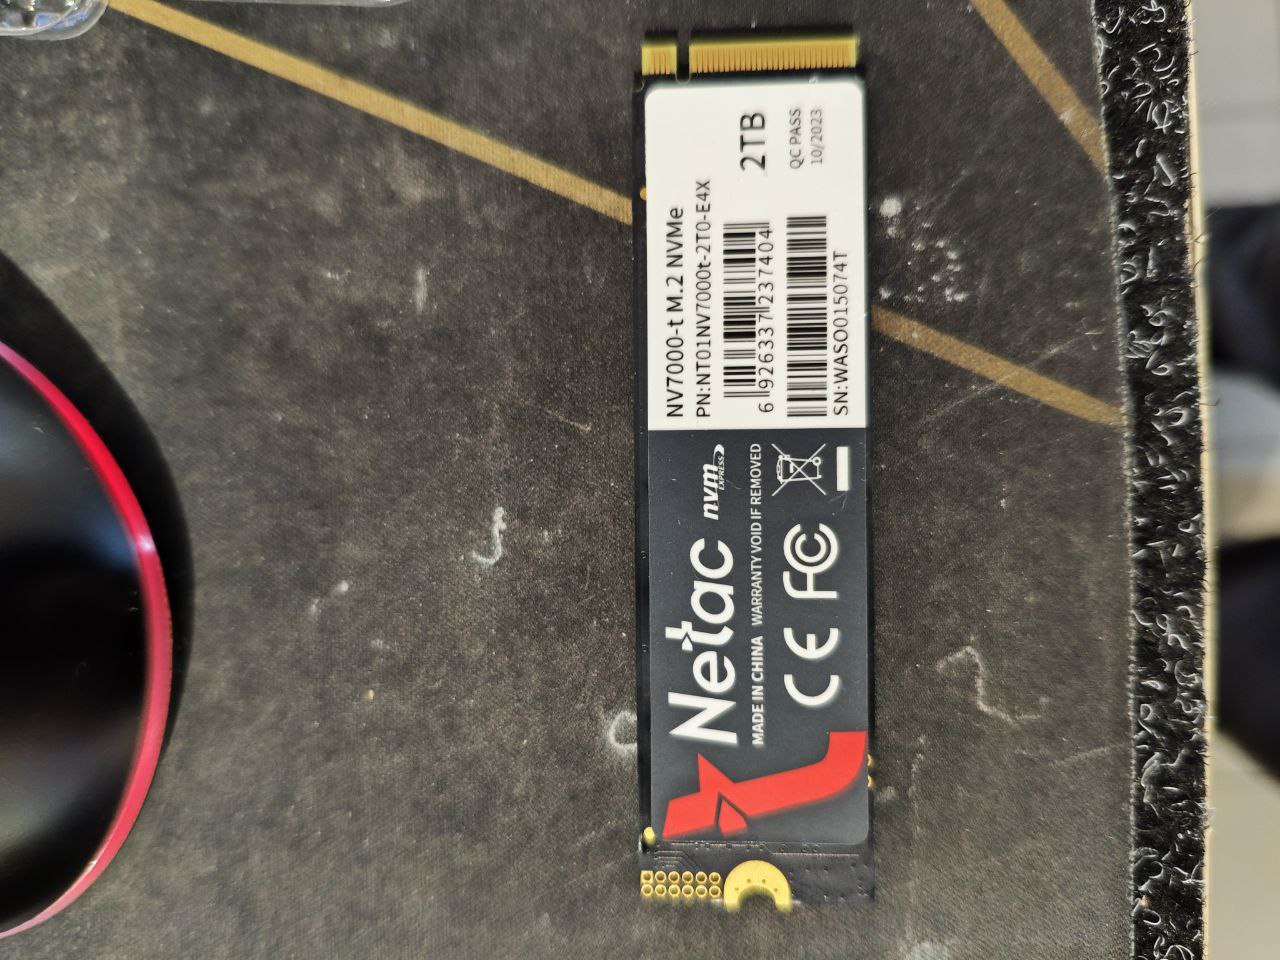 NV7000-t M.2 NVMe
PN:NT01NV7000t-2T0-E4X
2TB
6 926337 237404
QC PASS
10/2023
SN:WASO0015074T
Netac
nvm
EXPRESS
MADE IN CHINA WARRANTY VOID IF REMOVED
CE FC